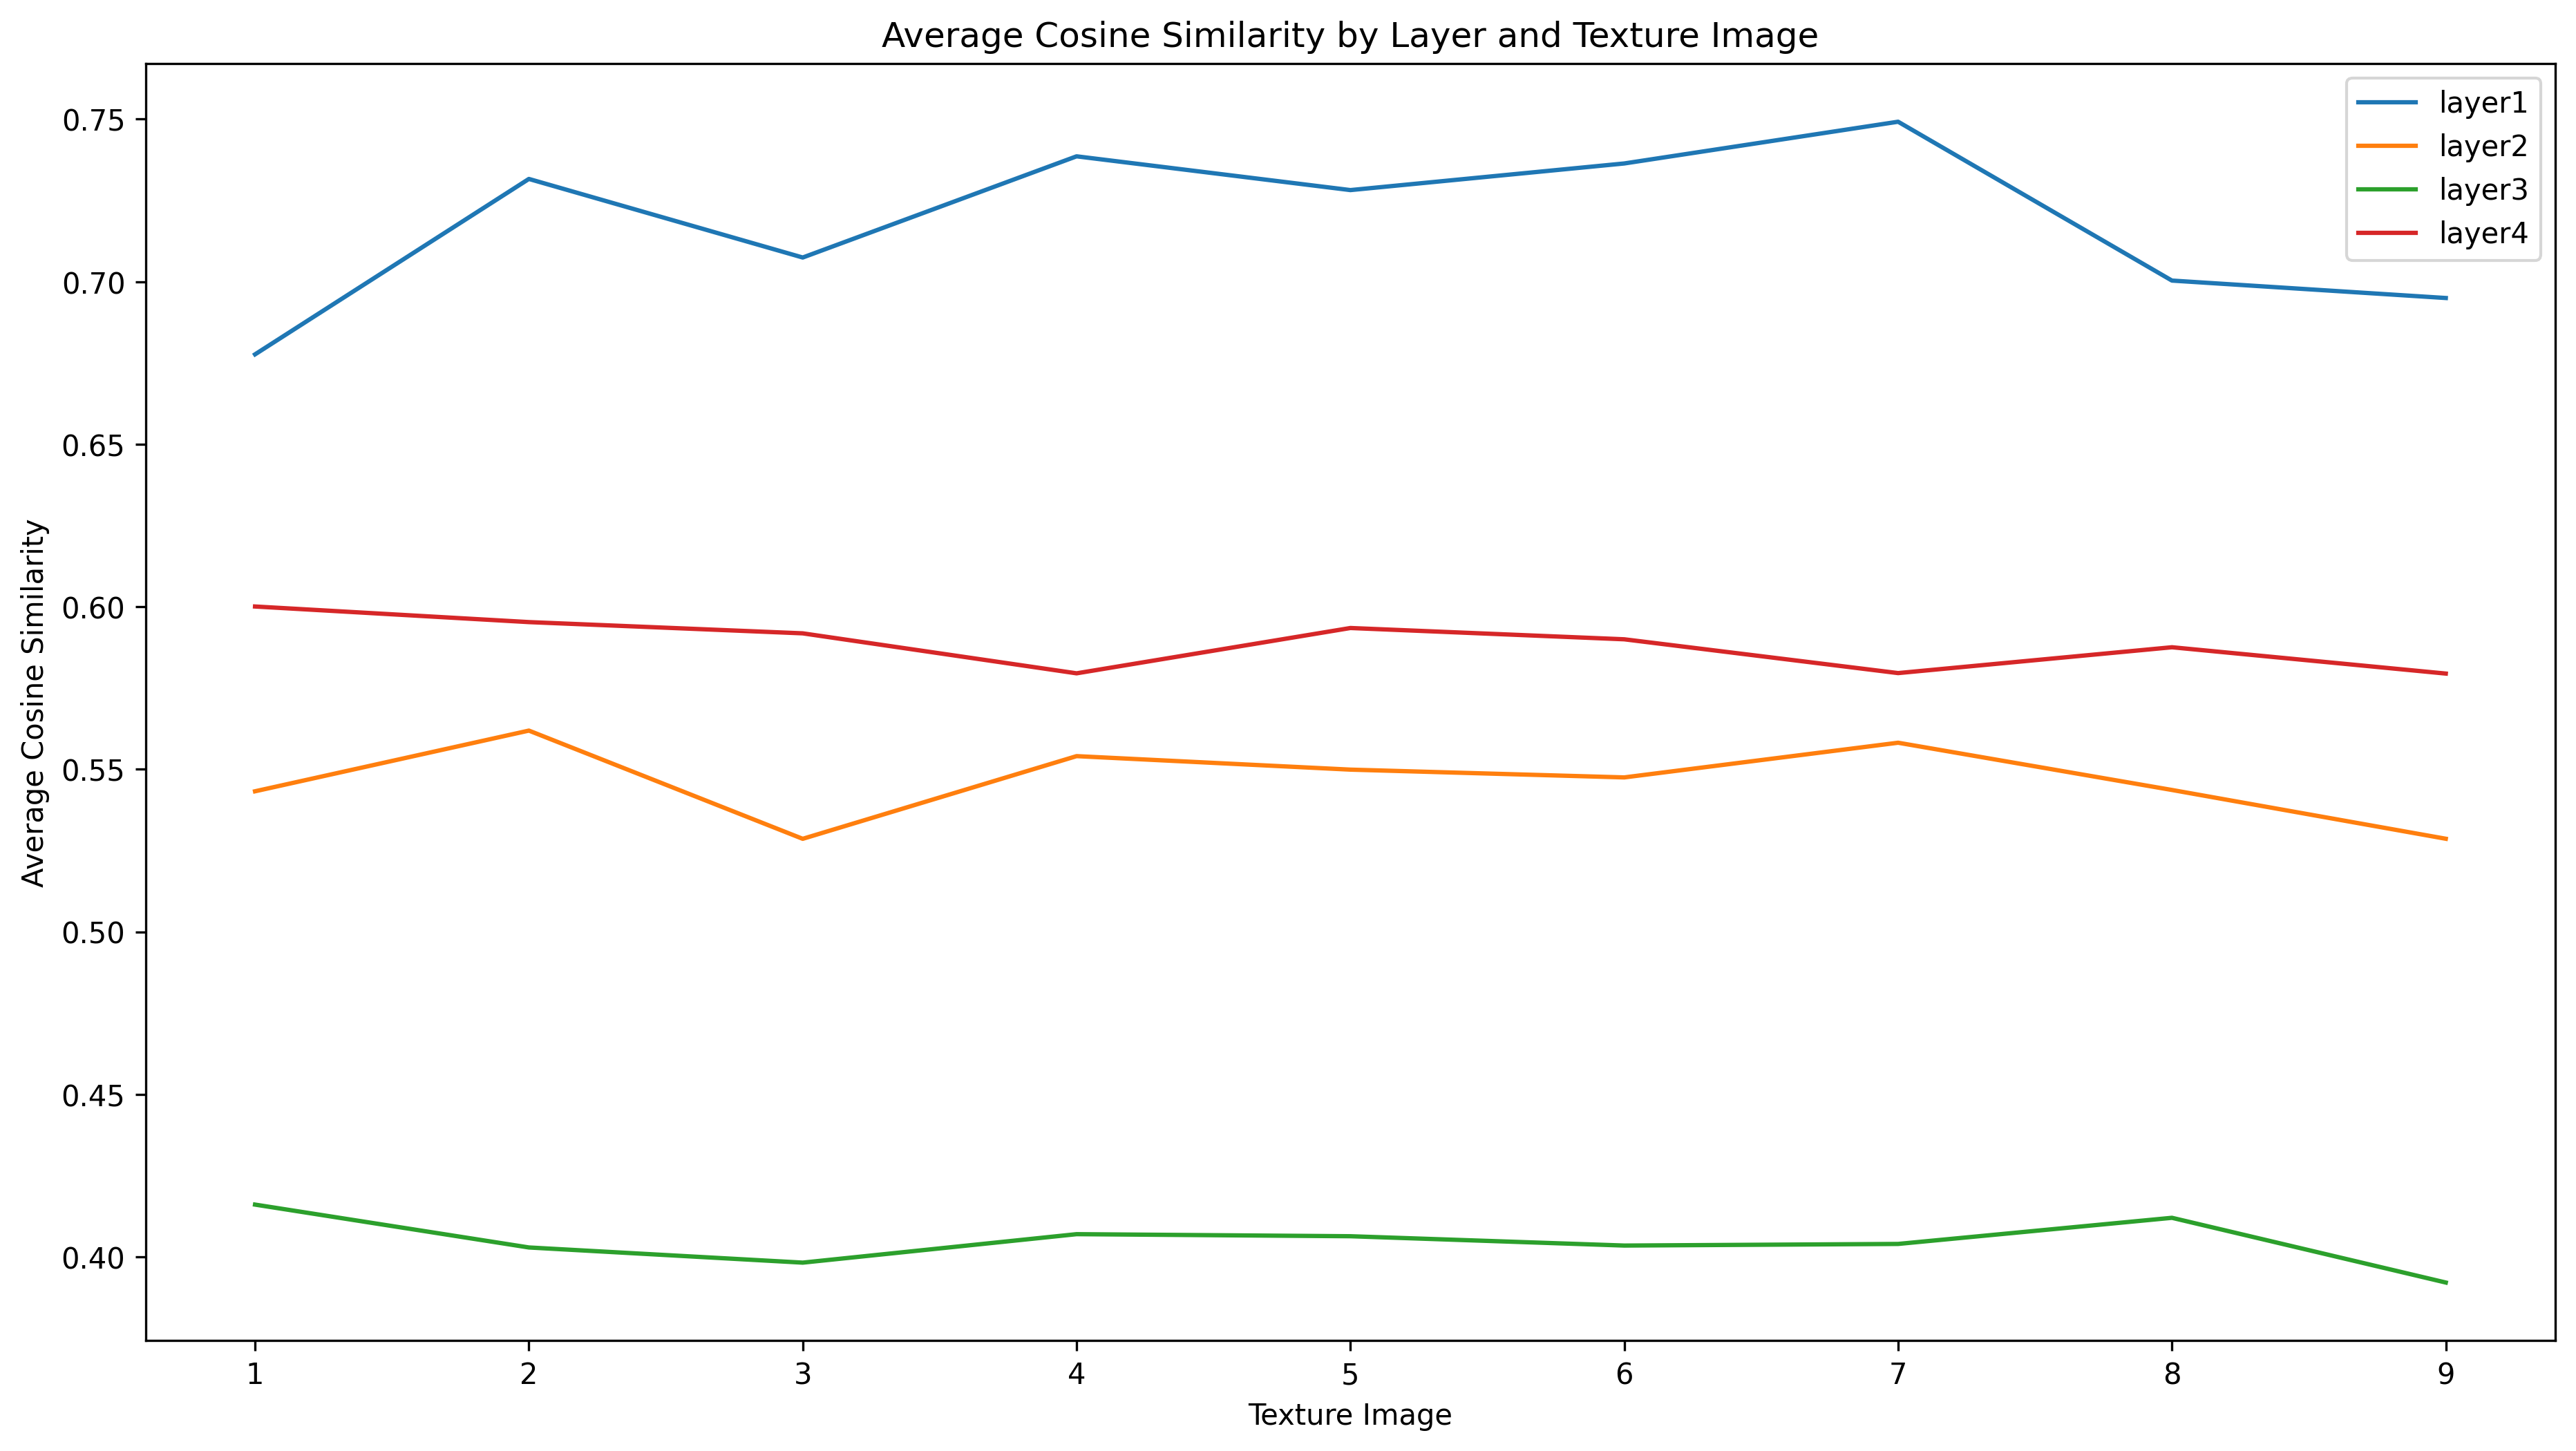 Average Cosine Similarity by Layer and Texture Image
layer1
layer2
layer3
layer4
Average Cosine Similarity
0.75
0.70
0.65
0.60
0.55
0.50
0.45
0.40
1 2 3 4 5 6 7 8 9
Texture Image